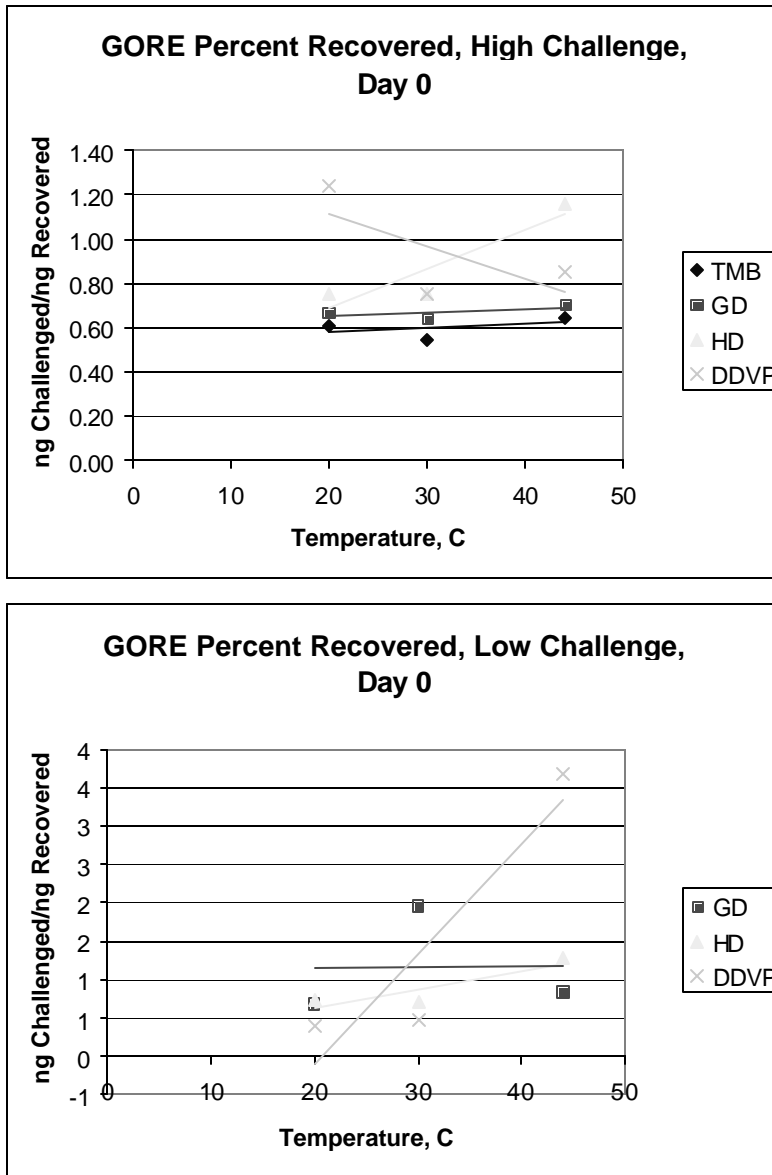 GORE Percent Recovered, High Challenge,
Day 0
ng Challenged/ng Recovered
1.40
1.20
1.00
0.80
0.60
0.40
0.20
0.00
0 10 20 30 40 50
Temperature, C
TMB
GD
HD
DDVP
GORE Percent Recovered, Low Challenge,
Day 0
ng Challenged/ng Recovered
4
4
3
3
2
2
1
1
0
-1
0 10 20 30 40 50
Temperature, C
GD
HD
DDVP